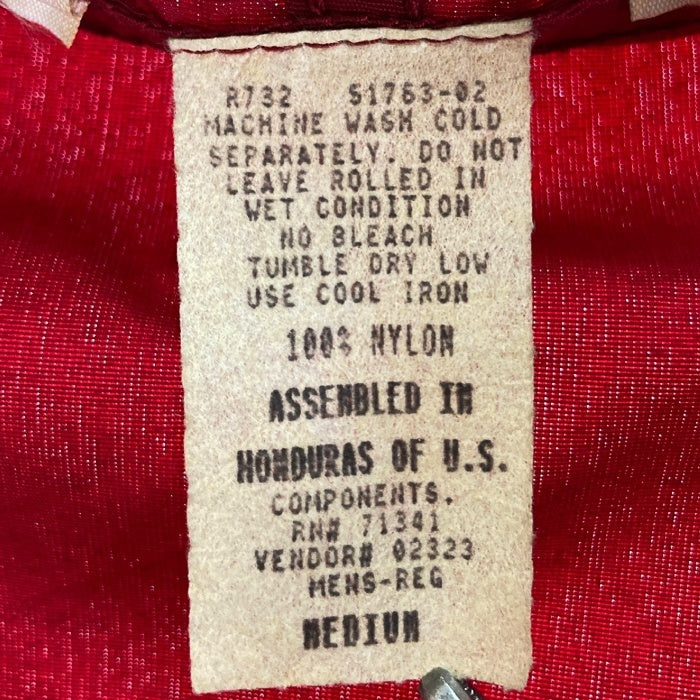 R732 51763-02
MACHINE WASH COLD
SEPARATELY. DO NOT
LEAVE ROLLED IN
WET CONDITION
NO BLEACH
TUMBLE DRY LOW
USE COOL IRON
100% NYLON
ASSEMBLED IN
HONDURAS OF U.S.
COMPONENTS.
RN# 71341
VENDOR# 02323
MENS-REG
MEDIUM